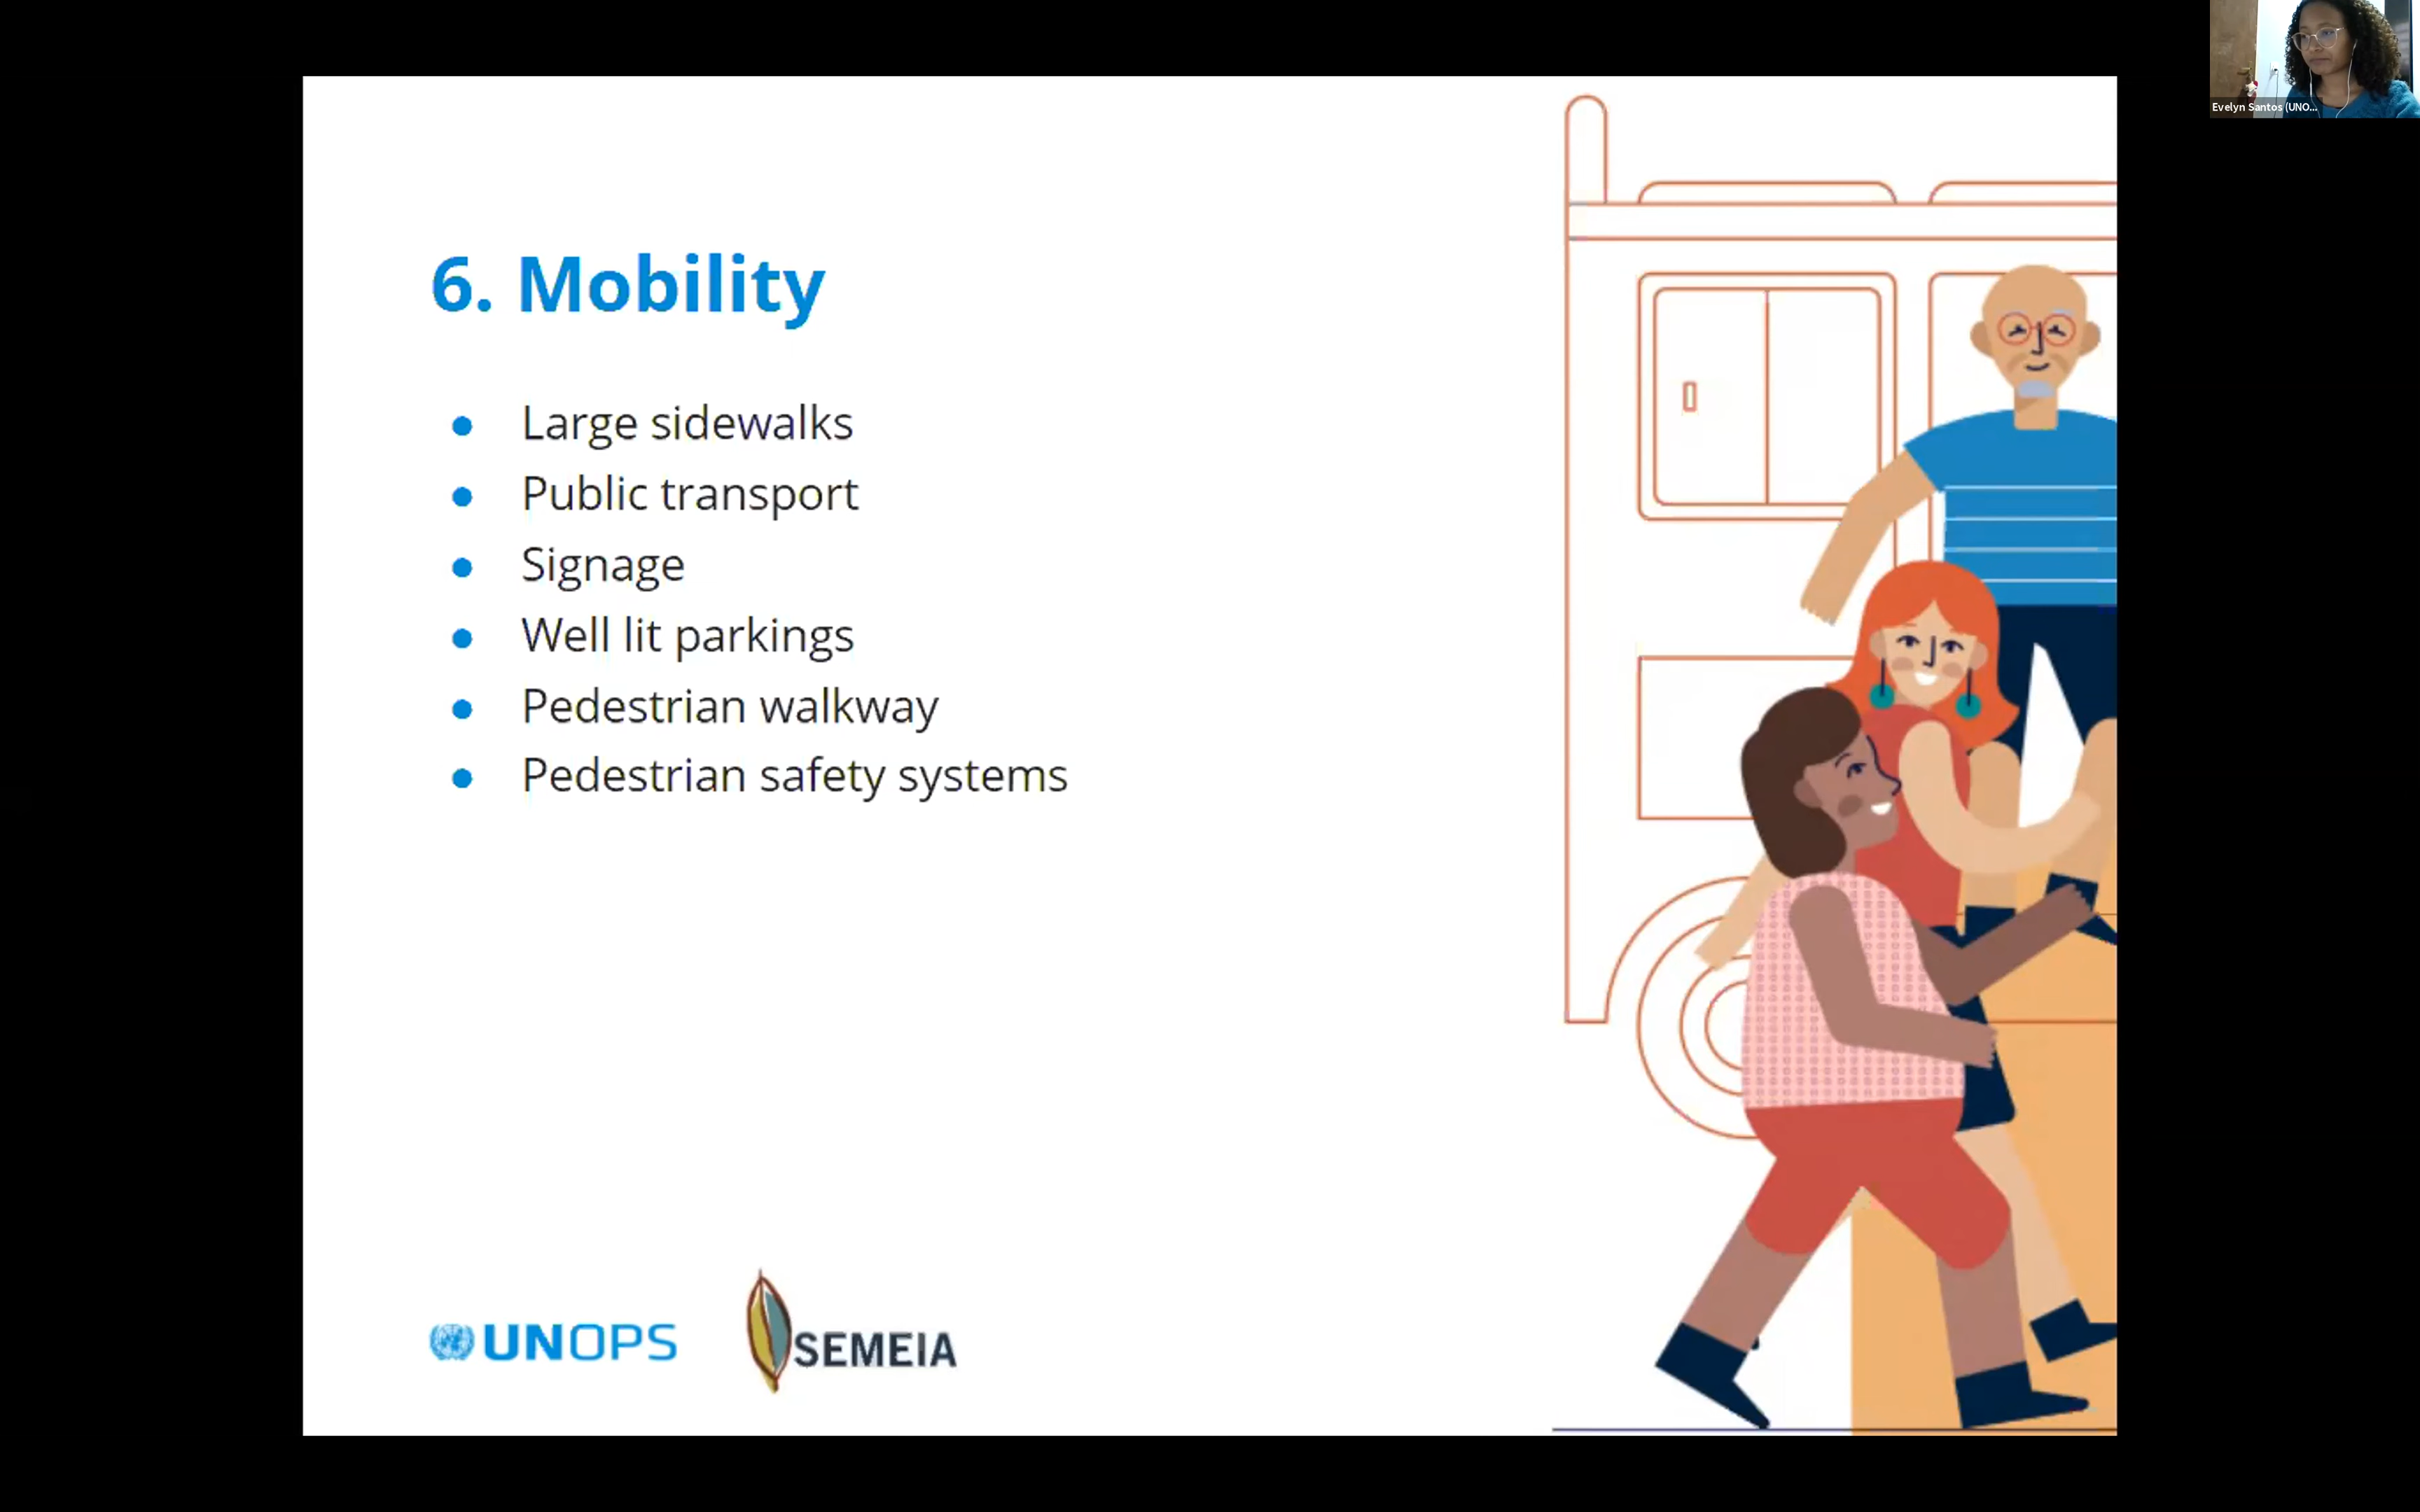 Evelyn Santos (UNO...
6. Mobility
● Large sidewalks
● Public transport
● Signage
● Well lit parkings
● Pedestrian walkway
● Pedestrian safety systems
UNOPS
SEMEIA